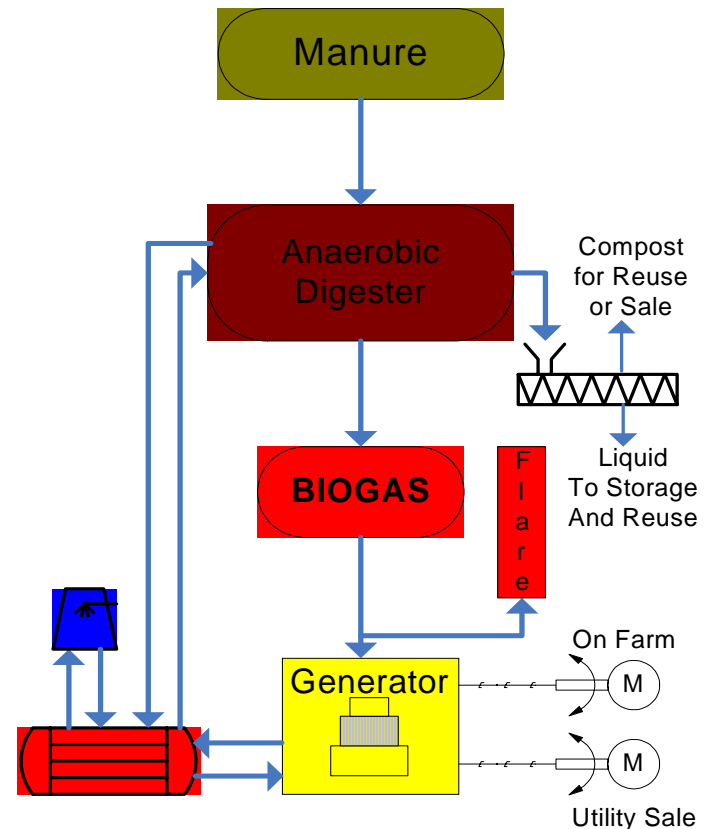 Manure
Anaerobic
Digester
Compost
for Reuse
or Sale
BIOGAS
F
l
a
r
e
Liquid
To Storage
And Reuse
On Farm
Generator
M
M
Utility Sale